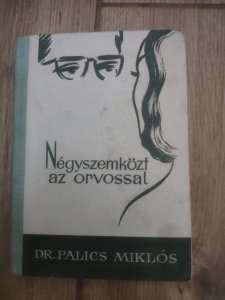 Négyszemközt
az orvossal
DR. PALICS MIKLÓS